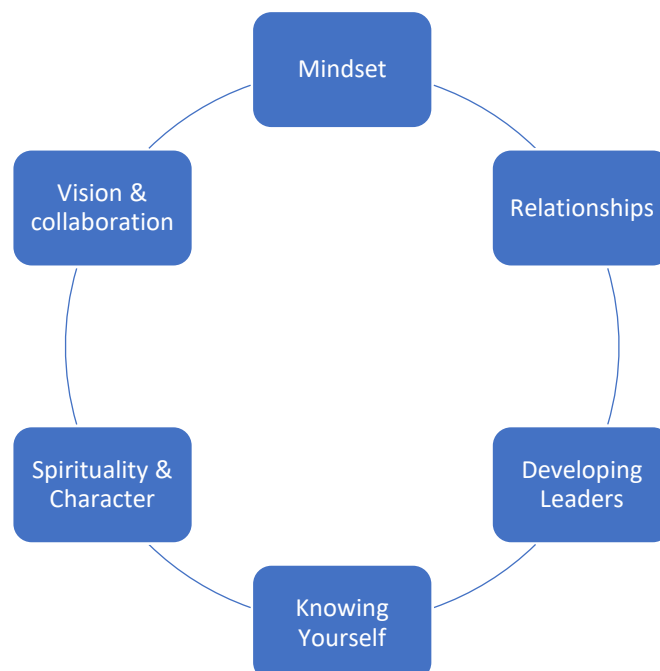 Mindset
Relationships
Developing
Leaders
Knowing
Yourself
Spirituality &
Character
Vision &
collaboration